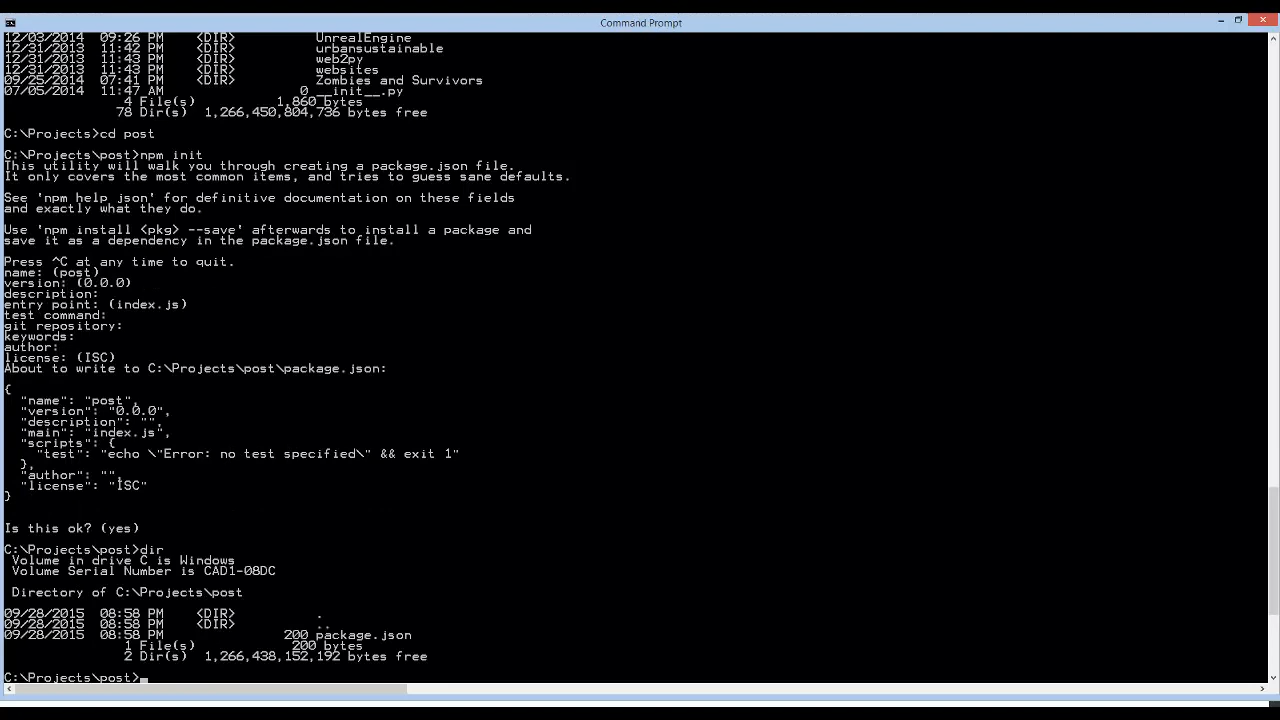 Command Prompt
12/03/2014  09:26 PM    <DIR>          UnrealEngine
12/31/2013  11:42 PM    <DIR>          urbansustainable
12/31/2013  11:43 PM    <DIR>          web2py
12/31/2013  11:43 PM    <DIR>          websites
09/25/2014  07:41 PM    <DIR>          Zombies and Survivors
07/05/2014  11:47 AM                 0 __init__.py
               4 File(s)          1,860 bytes
              78 Dir(s)  1,266,450,804,736 bytes free
C:\Projects>cd post
C:\Projects\post>npm init
This utility will walk you through creating a package.json file.
It only covers the most common items, and tries to guess sane defaults.
See 'npm help json' for definitive documentation on these fields
and exactly what they do.
Use 'npm install <pkg> --save' afterwards to install a package and
save it as a dependency in the package.json file.
Press ^C at any time to quit.
name: (post)
version: (0.0.0)
description:
entry point: (index.js)
test command:
git repository:
keywords:
author:
license: (ISC)
About to write to C:\Projects\post\package.json:
{
  "name": "post",
  "version": "0.0.0",
  "description": "",
  "main": "index.js",
  "scripts": {
    "test": "echo \"Error: no test specified\" && exit 1"
  },
  "author": "",
  "license": "ISC"
}
Is this ok? (yes)
C:\Projects\post>dir
 Volume in drive C is Windows
 Volume Serial Number is CAD1-08DC
 Directory of C:\Projects\post
09/28/2015  08:58 PM    <DIR>          .
09/28/2015  08:58 PM    <DIR>          ..
09/28/2015  08:58 PM               200 package.json
               1 File(s)            200 bytes
               2 Dir(s)  1,266,438,152,192 bytes free
C:\Projects\post>